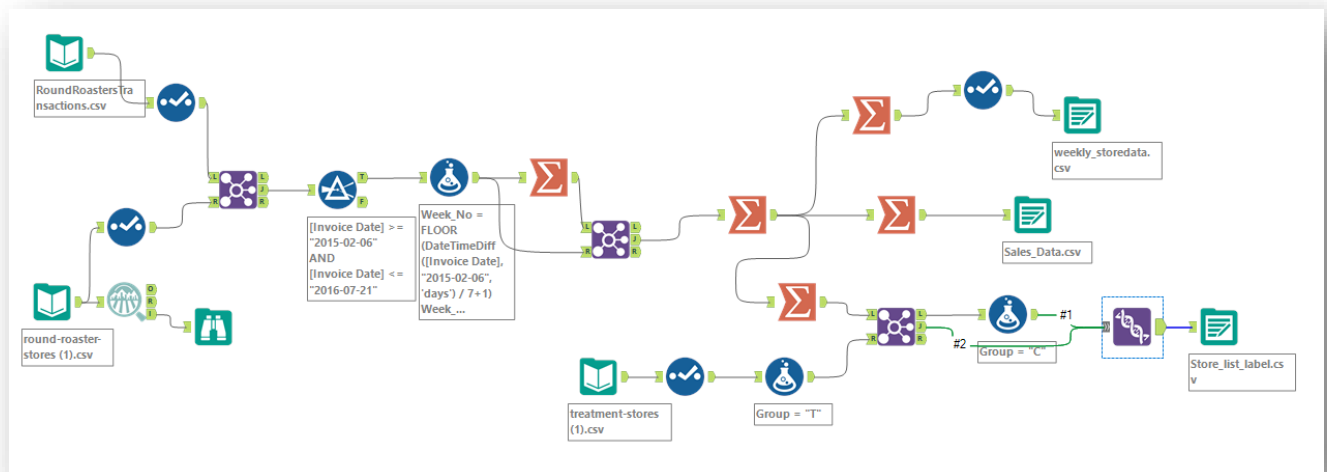 RoundRoastersTra
nsactions.csv
L
R
L
J
R
T
F
[Invoice Date] >=
"2015-02-06"
AND
[Invoice Date] <=
"2016-07-21"
Week_No =
FLOOR
(DateTimeDiff
([Invoice Date],
"2015-02-06",
'days') / 7+1)
Week_...
L
R
L
J
R
weekly_storedata.
csv
Sales_Data.csv
round-roaster-
stores (1).csv
O
R
I
treatment-stores
(1).csv
Group = "T"
L
R
L
J
R
Group = "C"
#1
#2
Store_list_label.cs
v